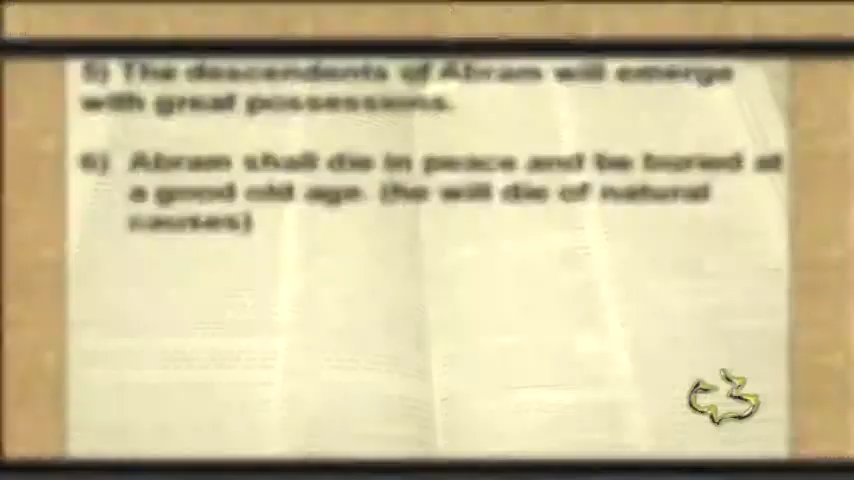 5) The descendents of Abram will emerge
with great possessions.
6) Abram shall die in peace and be buried at
a good old age. (he will die of natural
causes)